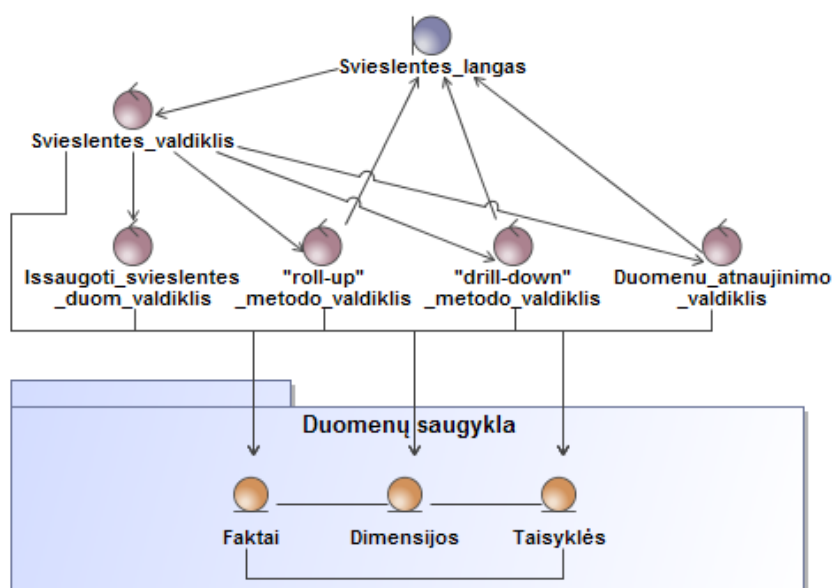 Svieslentes_langas
Svieslentes_valdiklis
Issaugoti_svieslentes
_duom_valdiklis
"roll-up"
_metodo_valdiklis
"drill-down"
_metodo_valdiklis
Duomenu_atnaujinimo
_valdiklis
Duomenų saugykla
Faktai
Dimensijos
Taisyklės